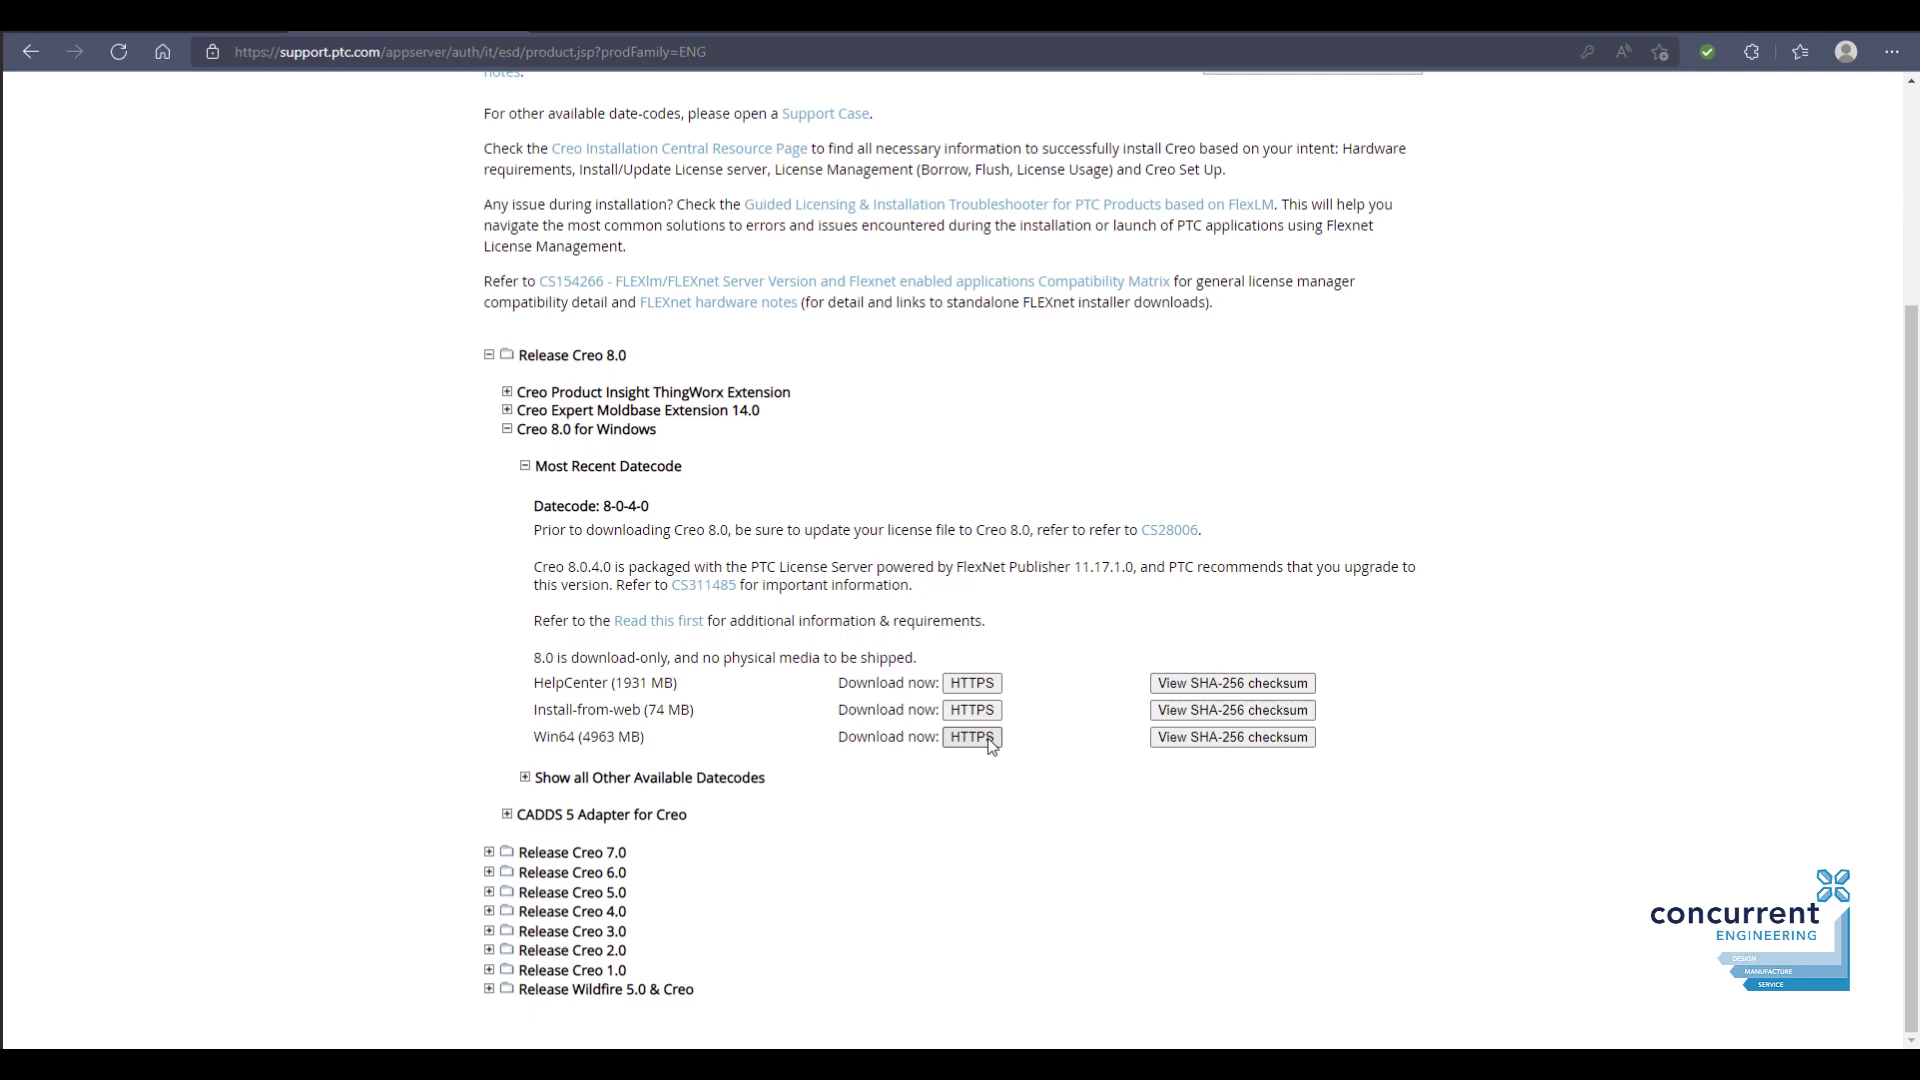 https://support.ptc.com/appserver/auth/it/esd/product.jsp?prodFamily=ENG
notes.
For other available date-codes, please open a Support Case.
Check the Creo Installation Central Resource Page to find all necessary information to successfully install Creo based on your intent: Hardware
requirements, Install/Update License server, License Management (Borrow, Flush, License Usage) and Creo Set Up.
Any issue during installation? Check the Guided Licensing & Installation Troubleshooter for PTC Products based on FlexLM. This will help you
navigate the most common solutions to errors and issues encountered during the installation or launch of PTC applications using Flexnet
License Management.
Refer to CS154266 - FLEXlm/FLEXnet Server Version and Flexnet enabled applications Compatibility Matrix for general license manager
compatibility detail and FLEXnet hardware notes (for detail and links to standalone FLEXnet installer downloads).
Release Creo 8.0
Creo Product Insight ThingWorx Extension
Creo Expert Moldbase Extension 14.0
Creo 8.0 for Windows
Most Recent Datecode
Datecode: 8-0-4-0
Prior to downloading Creo 8.0, be sure to update your license file to Creo 8.0, refer to refer to CS28006.
Creo 8.0.4.0 is packaged with the PTC License Server powered by FlexNet Publisher 11.17.1.0, and PTC recommends that you upgrade to
this version. Refer to CS311485 for important information.
Refer to the Read this first for additional information & requirements.
8.0 is download-only, and no physical media to be shipped.
HelpCenter (1931 MB) Download now: HTTPS View SHA-256 checksum
Install-from-web (74 MB) Download now: HTTPS View SHA-256 checksum
Win64 (4963 MB) Download now: HTTPS View SHA-256 checksum
Show all Other Available Datecodes
CADDS 5 Adapter for Creo
Release Creo 7.0
Release Creo 6.0
Release Creo 5.0
Release Creo 4.0
Release Creo 3.0
Release Creo 2.0
Release Creo 1.0
Release Wildfire 5.0 & Creo
concurrent
ENGINEERING
DESIGN
MANUFACTURE
SERVICE